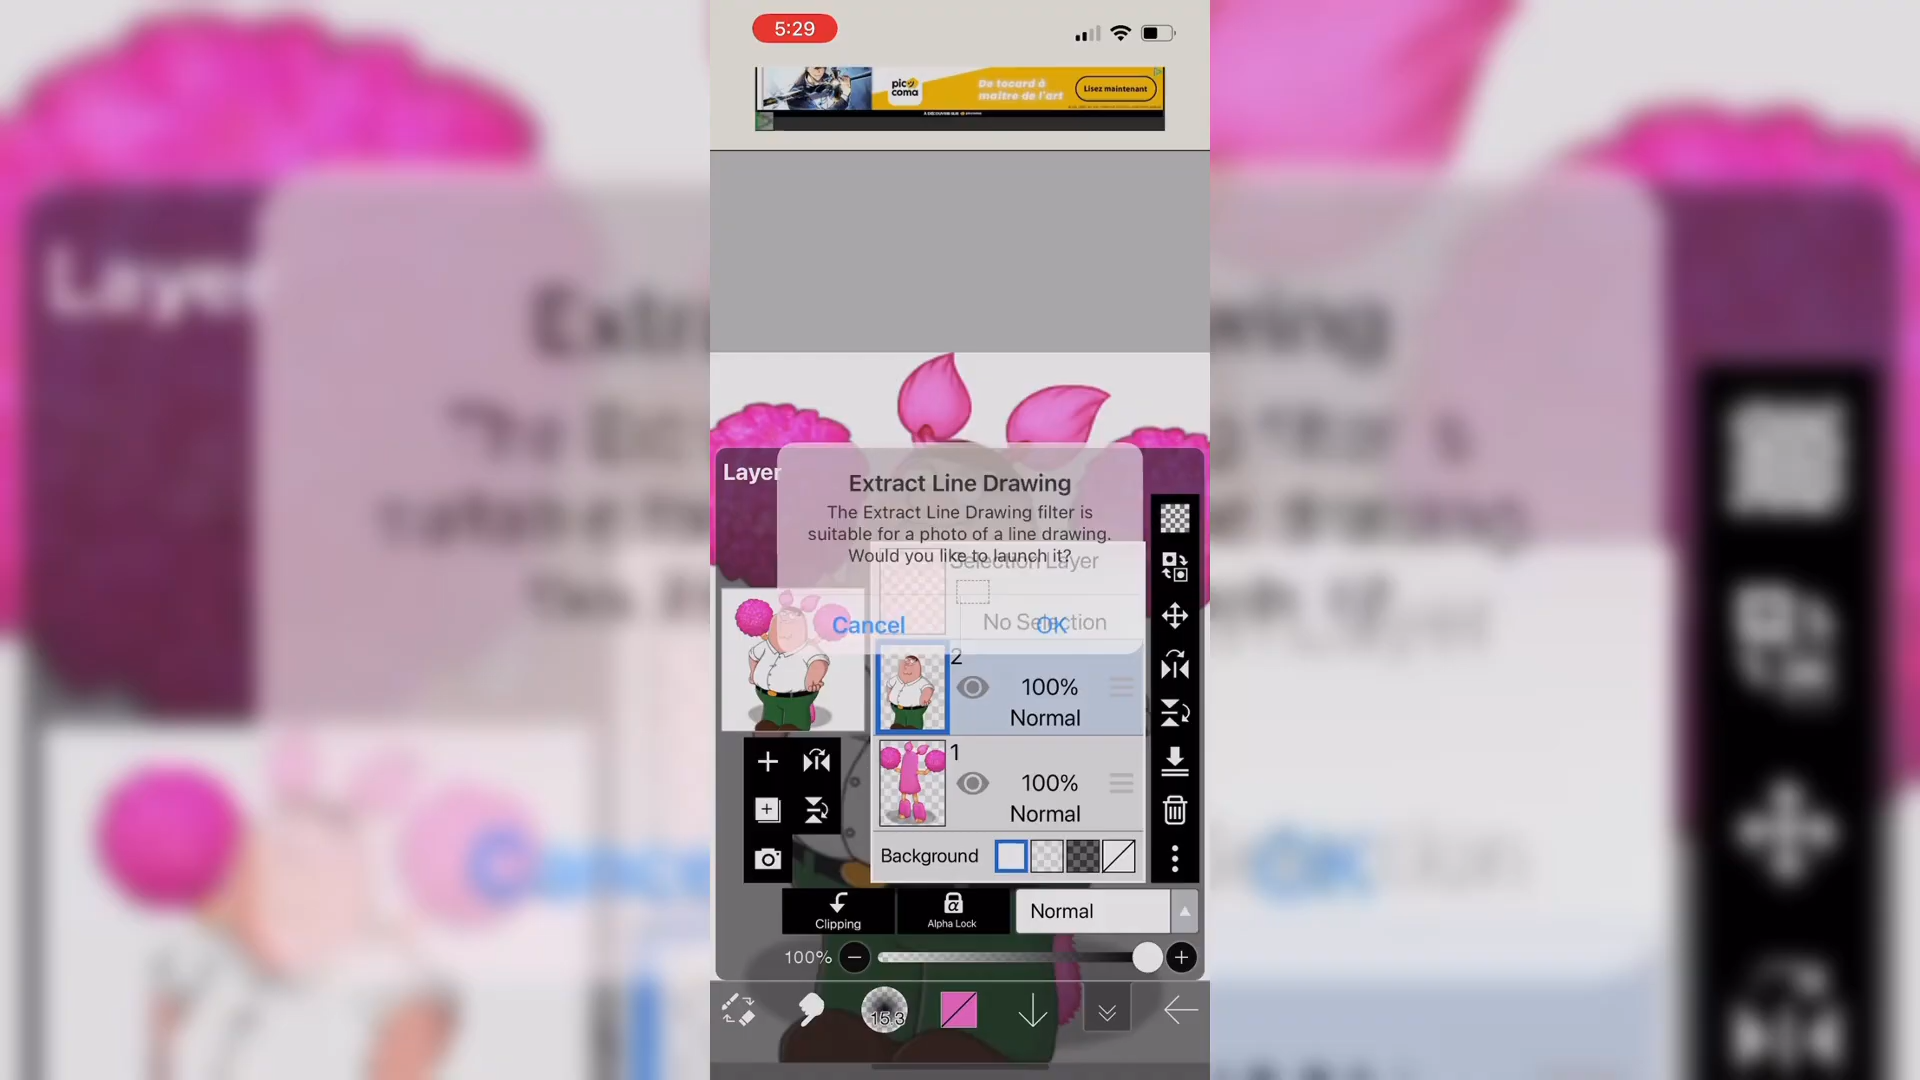 5:29
pic
coma
De tocard à
maître de l'art
Lisez maintenant
Layer
Extract Line Drawing
The Extract Line Drawing filter is
suitable for a photo of a line drawing.
Would you like to launch it?
Selection Layer
No Selection
Cancel
OK
2
100%
Normal
1
100%
Normal
Background
Clipping
α
Alpha Lock
Normal
100%
15.3